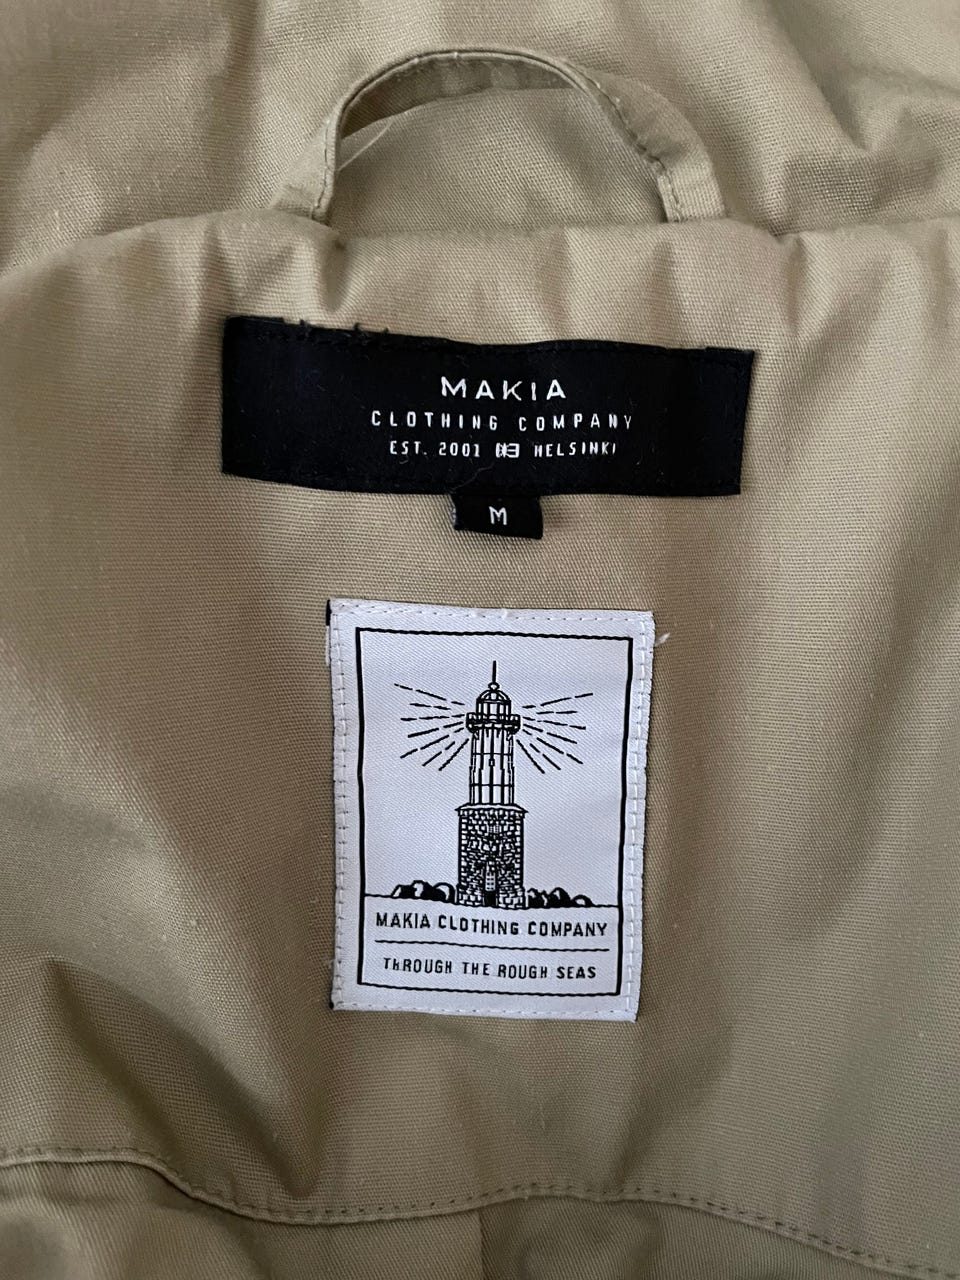 MAKIA
CLOTHING COMPANY
EST. 2001 HELSINKI
M
MAKIA CLOTHING COMPANY
THROUGH THE ROUGH SEAS